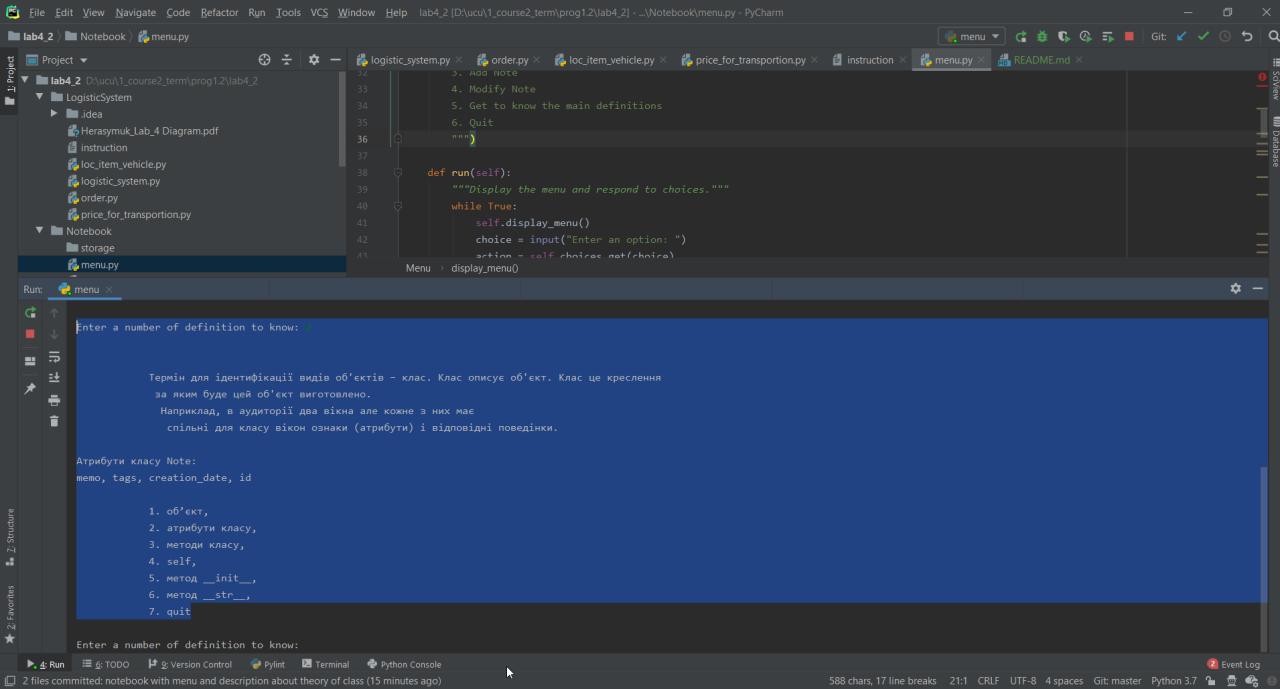 File Edit View Navigate Code Refactor Run Tools VCS Window Help lab4_2 [D:\ucu\1_course2_term\prog1.2\lab4_2] - ...\Notebook\menu.py - PyCharm
lab4_2 Notebook menu.py menu Git:
1: Project
Project
logistic_system.py order.py loc_item_vehicle.py price_for_transportion.py instruction menu.py README.md
lab4_2 D:\ucu\1_course2_term\prog1.2\lab4_2
LogisticSystem
.idea
Herasymuk_Lab_4 Diagram.pdf
instruction
loc_item_vehicle.py
logistic_system.py
order.py
price_for_transportion.py
Notebook
storage
menu.py
32 3. Add Note
33 4. Modify Note
34 5. Get to know the main definitions
35 6. Quit
36 """)
37
38 def run(self):
39 """Display the menu and respond to choices."""
40 while True:
41 self.display_menu()
42 choice = input("Enter an option: ")
43 action = self.choices.get(choice)
Menu display_menu()
SciView
Database
Run: menu
Enter a number of definition to know:
Термін для ідентифікації видів об'єктів – клас. Клас описує об'єкт. Клас це креслення
за яким буде цей об'єкт виготовлено.
Наприклад, в аудиторії два вікна але кожне з них має
спільні для класу вікон ознаки (атрибути) і відповідні поведінки.
Атрибути класу Note:
memo, tags, creation_date, id
1. об’єкт,
2. атрибути класу,
3. методи класу,
4. self,
5. метод __init__,
6. метод __str__,
7. quit
Enter a number of definition to know:
7: Structure
2: Favorites
4: Run 6: TODO 9: Version Control Pylint Terminal Python Console 2 Event Log
2 files committed: notebook with menu and description about theory of class (15 minutes ago) 588 chars, 17 line breaks 21:1 CRLF UTF-8 4 spaces Git: master Python 3.7